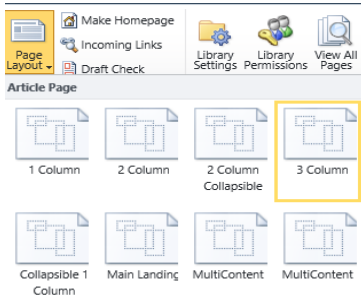 Make Homepage
Incoming Links
Draft Check
Page
Layout
Library
Settings
Library
Permissions
View All
Pages
Article Page
1 Column
2 Column
2 Column
Collapsible
3 Column
Collapsible 1
Column
Main Landing
MultiContent
MultiContent